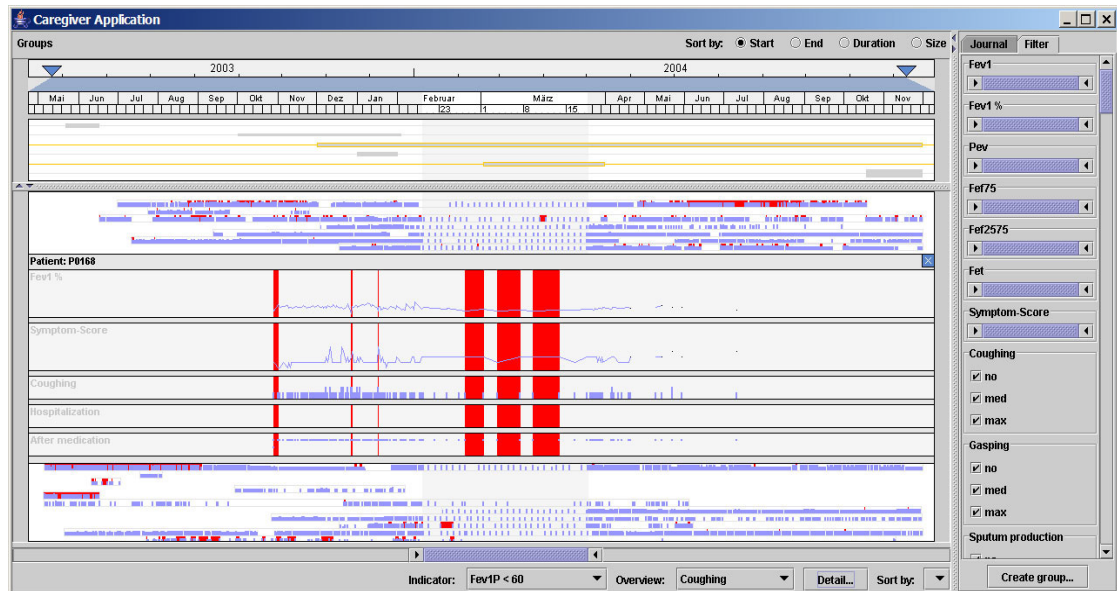 Caregiver Application
Groups
Sort by: Start End Duration Size
2003 2004
Mai Jun Jul Aug Sep Okt Nov Dez Jan Februar März Apr Mai Jun Jul Aug Sep Okt Nov
23 1 8 15
Patient: P0168
Fev1 %
Symptom-Score
Coughing
Hospitalization
After medication
Indicator: Fev1P < 60 Overview: Coughing Detail... Sort by:
Journal Filter
Fev1
Fev1 %
Pev
Fef75
Fef2575
Fet
Symptom-Score
Coughing
no
med
max
Gasping
no
med
max
Sputum production
Create group...